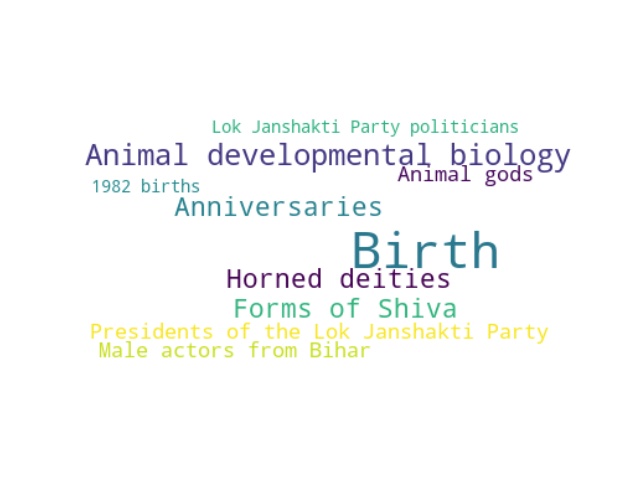 Lok Janshakti Party politicians
Animal developmental biology
Animal gods
1982 births
Anniversaries
Birth
Horned deities
Forms of Shiva
Presidents of the Lok Janshakti Party
Male actors from Bihar